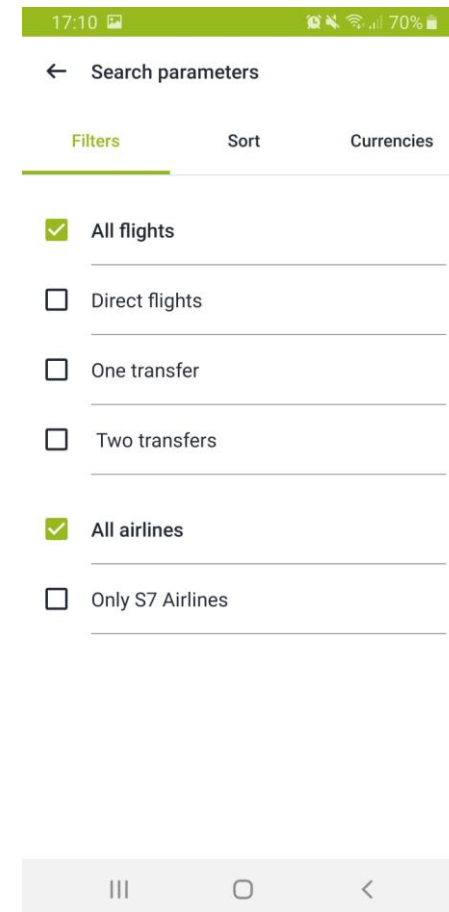 17:10 70%
Search parameters
Filters Sort Currencies
All flights
Direct flights
One transfer
Two transfers
All airlines
Only S7 Airlines